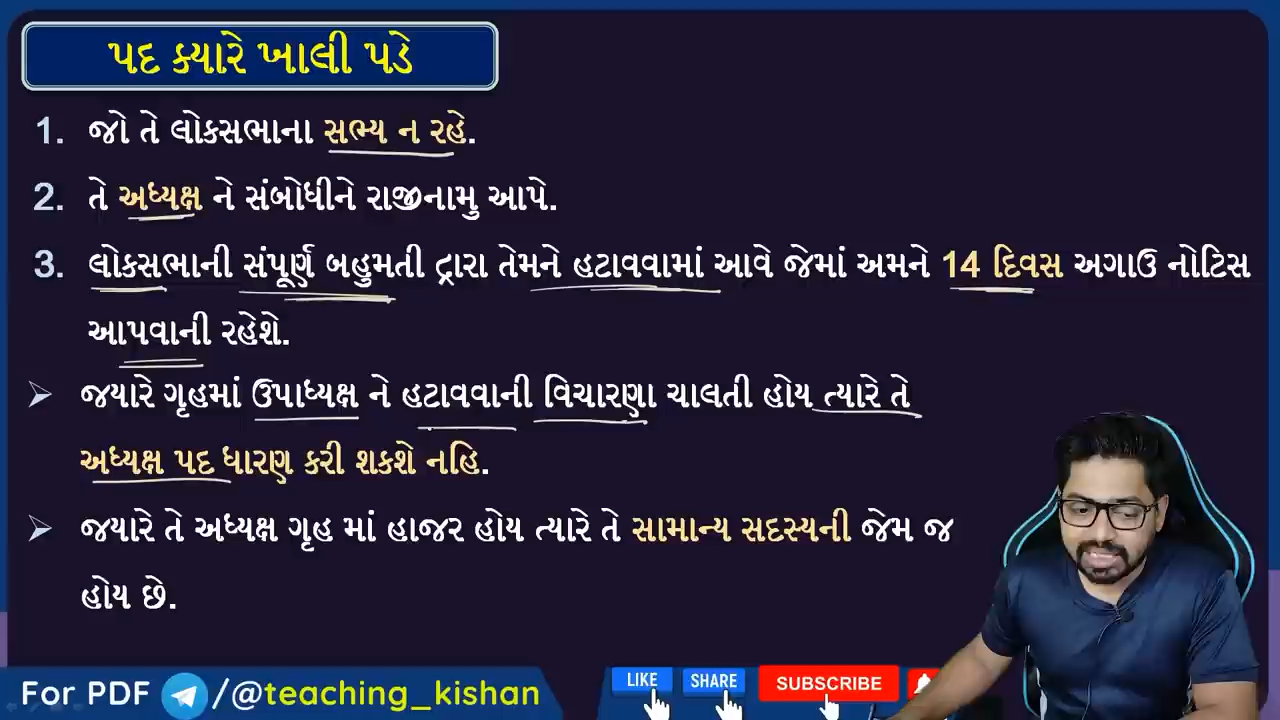 પદ ક્યારે ખાલી પડે
1. જો તે લોકસભાના સભ્ય ન રહે.
2. તે અધ્યક્ષ ને સંબોધીને રાજીનામુ આપે.
3. લોકસભાની સંપૂર્ણ બહુમતી દ્રારા તેમને હટાવવામાં આવે જેમાં અમને 14 દિવસ અગાઉ નોટિસ
આપવાની રહેશે.
➢ જયારે ગૃહમાં ઉપાધ્યક્ષ ને હટાવવાની વિચારણા ચાલતી હોય ત્યારે તે
અધ્યક્ષ પદ ધારણ કરી શકશે નહિ.
➢ જયારે તે અધ્યક્ષ ગૃહ માં હાજર હોય ત્યારે તે સામાન્ય સદસ્યની જેમ જ
હોય છે.
For PDF /@teaching_kishan
LIKE SHARE SUBSCRIBE